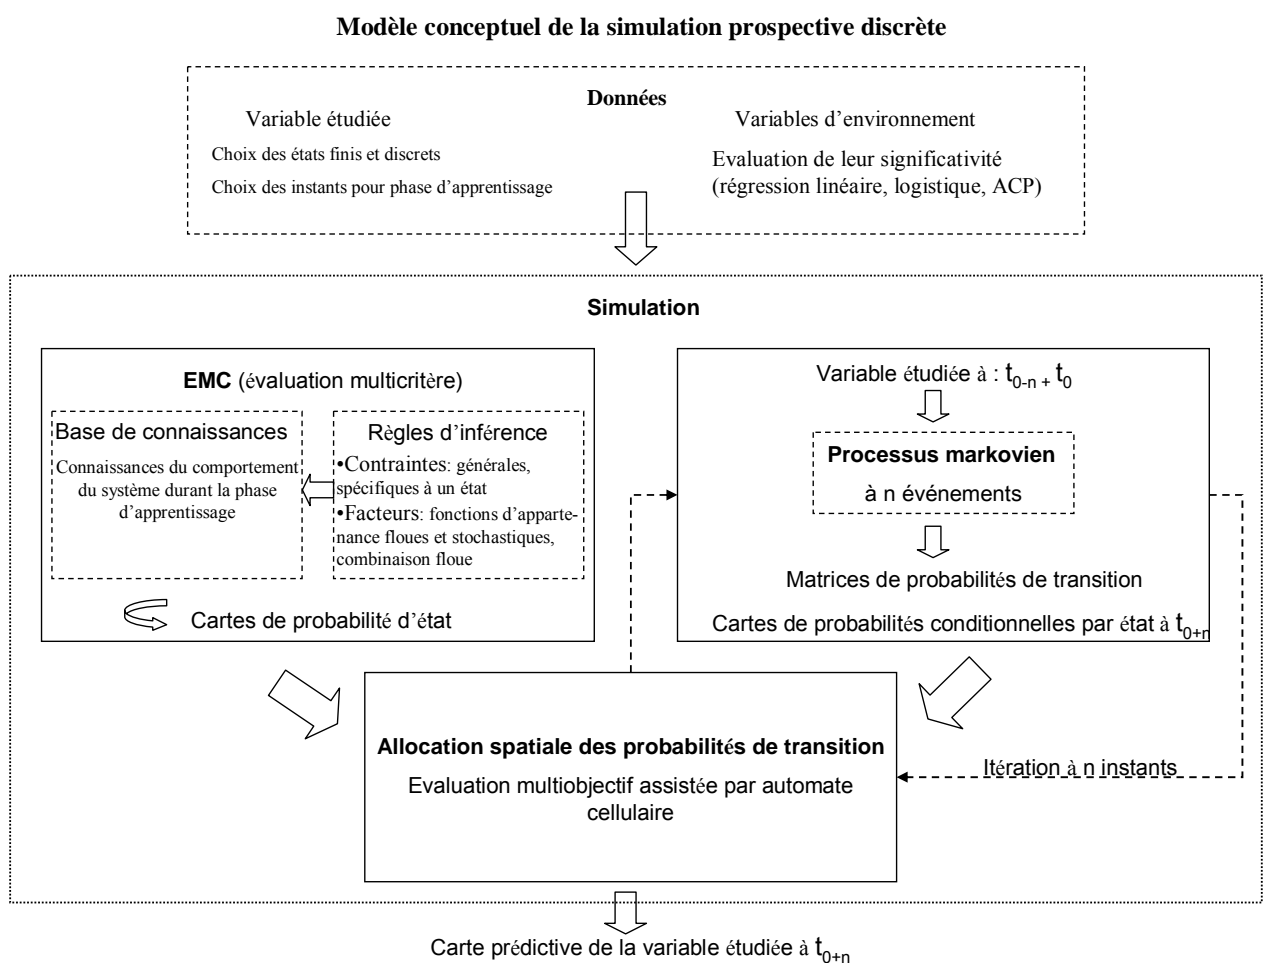 Modèle conceptuel de la simulation prospective discrète
Données
Variable étudiée
Choix des états finis et discrets
Choix des instants pour phase d'apprentissage
Variables d'environnement
Evaluation de leur significativité
(régression linéaire, logistique, ACP)
Simulation
EMC (évaluation multicritère)
Base de connaissances
Connaissances du comportement
du système durant la phase
d'apprentissage
Règles d'inférence
•Contraintes: générales,
spécifiques à un état
•Facteurs: fonctions d'apparte-
nance floues et stochastiques,
combinaison floue
Cartes de probabilité d'état
Variable étudiée à : t0-n + t0
Processus markovien
à n événements
Matrices de probabilités de transition
Cartes de probabilités conditionnelles par état à t0+n
Allocation spatiale des probabilités de transition
Evaluation multiobjectif assistée par automate
cellulaire
Itération à n instants
Carte prédictive de la variable étudiée à t0+n